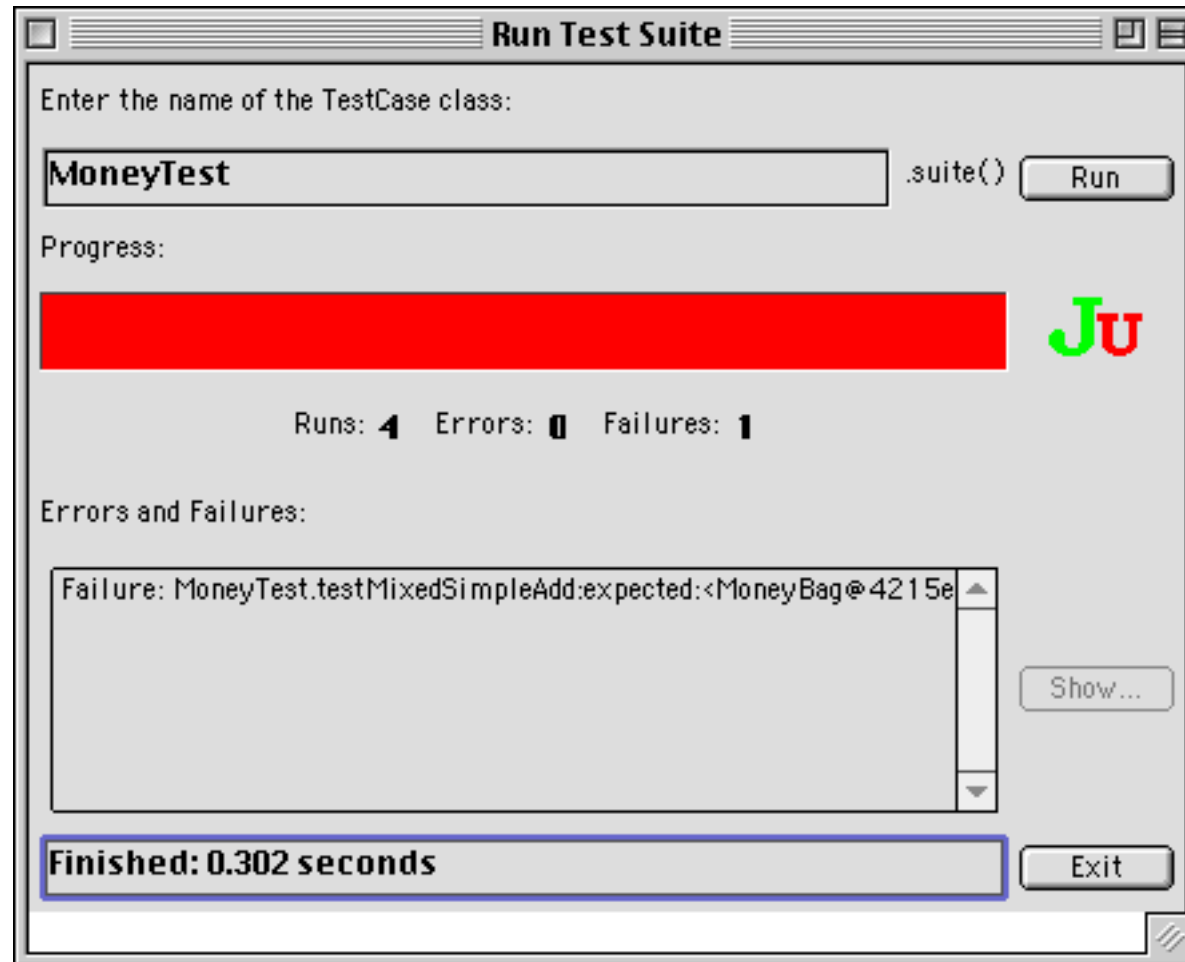 Run Test Suite
Enter the name of the TestCase class:
MoneyTest .suite() Run
Progress:
JU
Runs: 4 Errors: 0 Failures: 1
Errors and Failures:
Failure: MoneyTest.testMixedSimpleAdd:expected:<MoneyBag@4215e
Show...
Finished: 0.302 seconds Exit